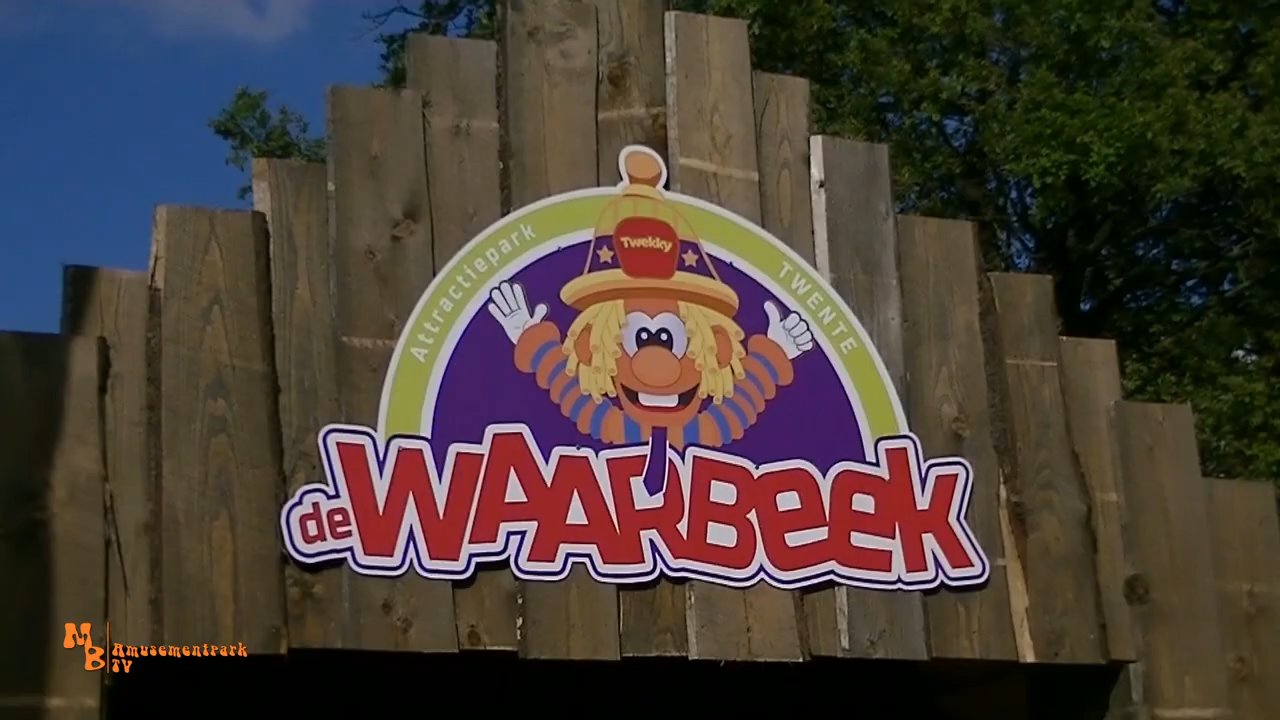 Twekky
Attractiepark
TWENTE
de WAARBEEK
MB Amusementpark
TV